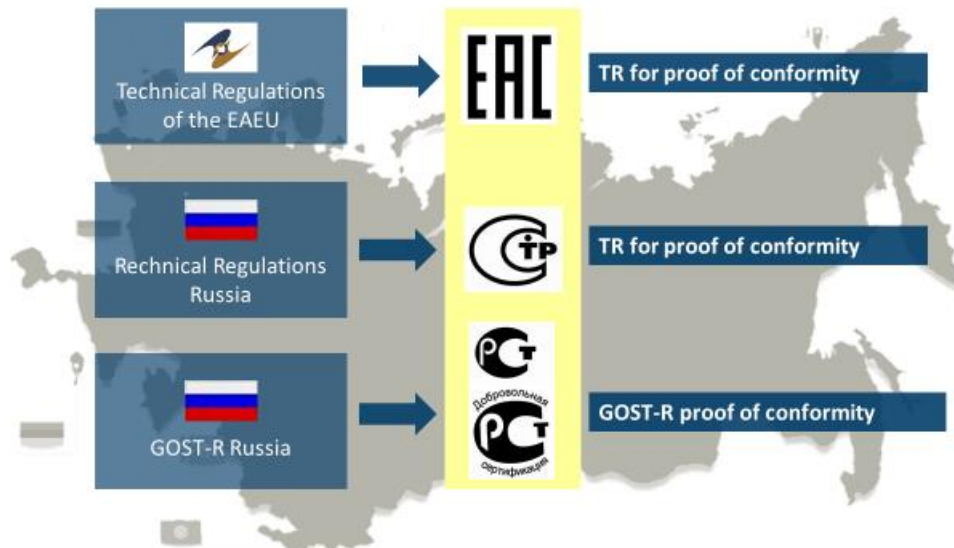 Technical Regulations
of the EAEU
EAC
TR for proof of conformity
Rechnical Regulations
Russia
СТР
TR for proof of conformity
GOST-R Russia
РСТ
Добровольная
РСТ
сертификация
GOST-R proof of conformity